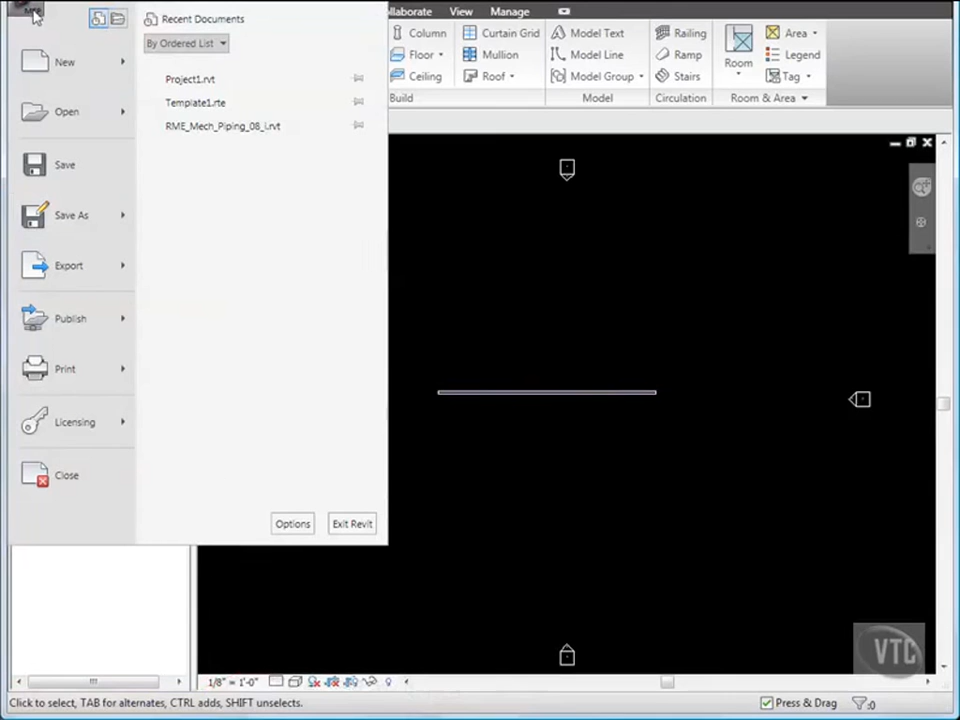 MEP
Recent Documents
By Ordered List
Project1.rvt
Template1.rte
RME_Mech_Piping_08_i.rvt
New
Open
Save
Save As
Export
Publish
Print
Licensing
Close
Options
Exit Revit
llaborate View Manage
Column
Floor
Ceiling
Curtain Grid
Mullion
Roof
Build
Model Text
Model Line
Model Group
Model
Railing
Ramp
Stairs
Circulation
Room
Area
Legend
Tag
Room & Area
VTC
1/8" = 1'-0"
Click to select, TAB for alternates, CTRL adds, SHIFT unselects.
Press & Drag
:0